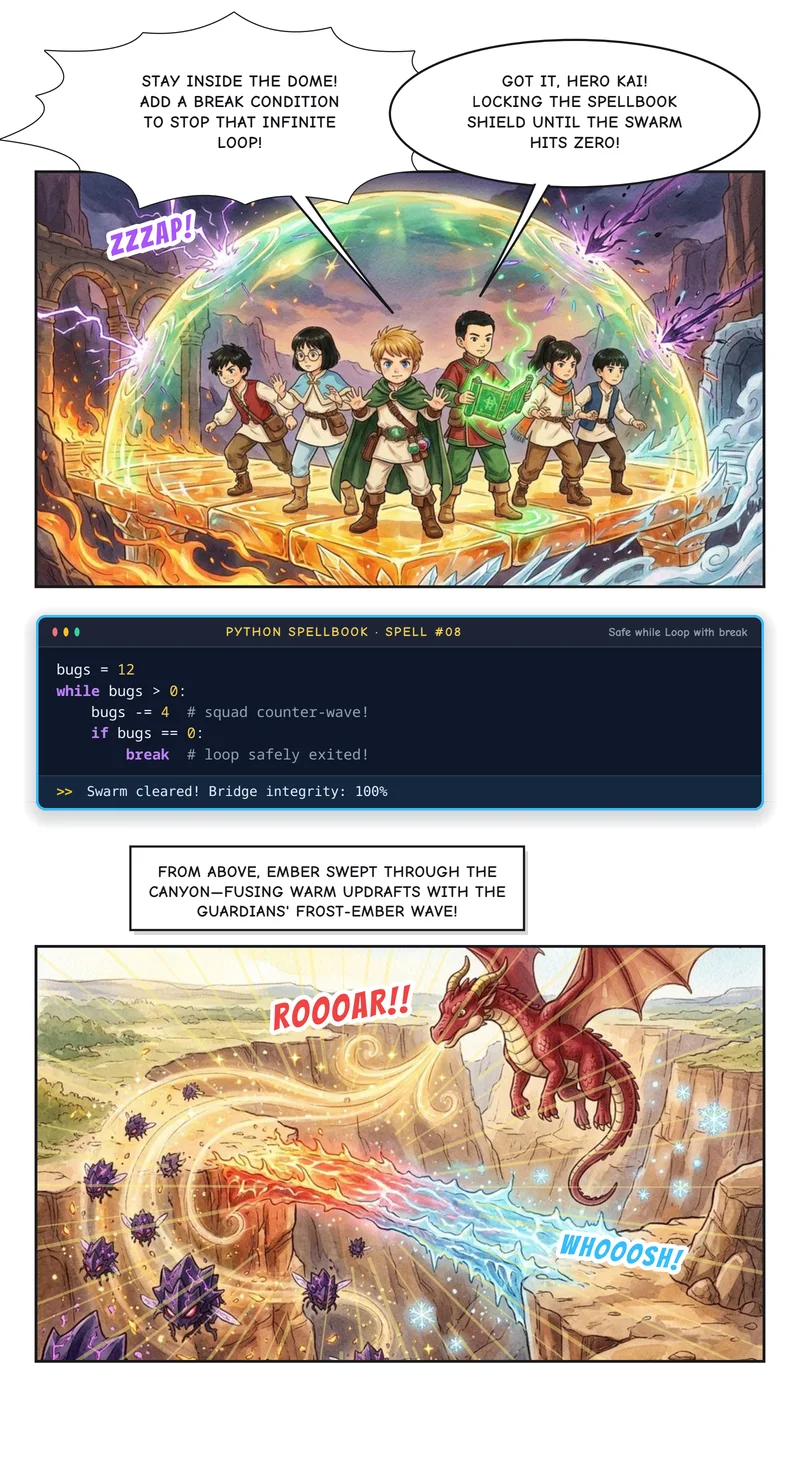 STAY INSIDE THE DOME!
ADD A BREAK CONDITION
TO STOP THAT INFINITE
LOOP!
GOT IT, HERO KAI!
LOCKING THE SPELLBOOK
SHIELD UNTIL THE SWARM
HITS ZERO!
ZZZAP!
PYTHON SPELLBOOK · SPELL #08
Safe while Loop with break
bugs = 12
while bugs > 0:
    bugs -= 4  # squad counter-wave!
    if bugs == 0:
        break  # loop safely exited!
>> Swarm cleared! Bridge integrity: 100%
FROM ABOVE, EMBER SWEPT THROUGH THE
CANYON—FUSING WARM UPDRAFTS WITH THE
GUARDIANS' FROST-EMBER WAVE!
ROOOAR!!
WHOOOSH!